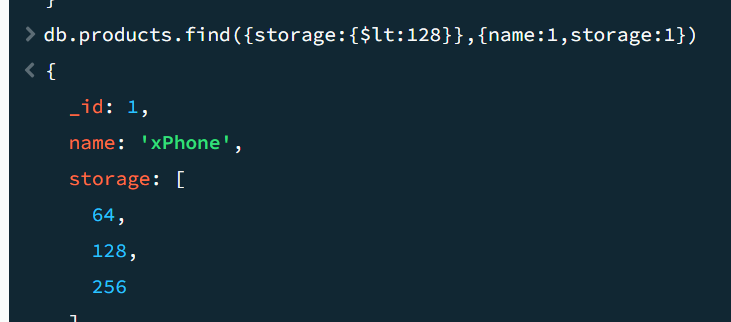 }
> db.products.find({storage:{$lt:128}},{name:1,storage:1})
< {
_id: 1,
name: 'xPhone',
storage: [
64,
128,
256
]